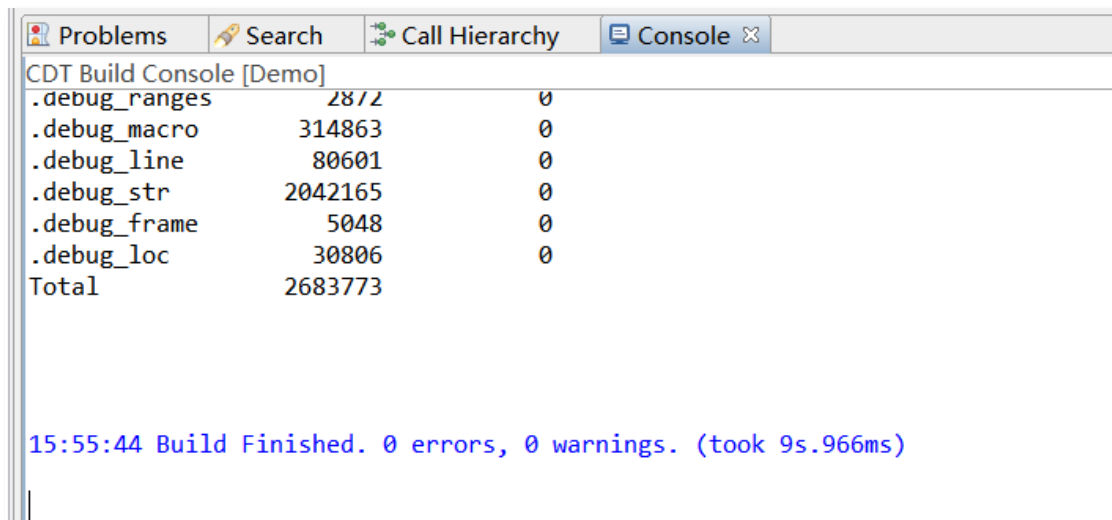 Problems Search Call Hierarchy Console
CDT Build Console [Demo]
.debug_ranges 2872 0
.debug_macro 314863 0
.debug_line 80601 0
.debug_str 2042165 0
.debug_frame 5048 0
.debug_loc 30806 0
Total 2683773
15:55:44 Build Finished. 0 errors, 0 warnings. (took 9s.966ms)